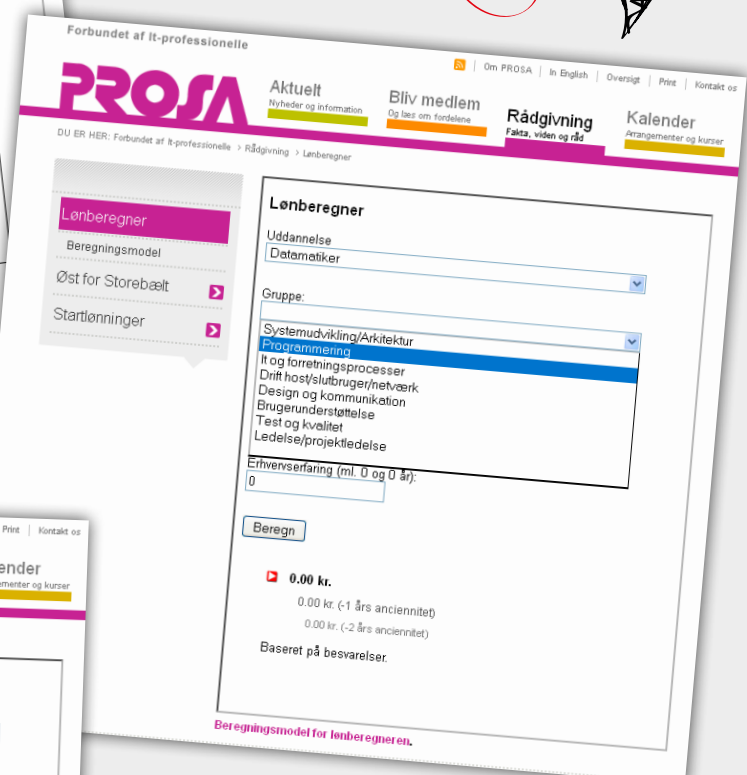 Forbundet af it-professionelle
Om PROSA | In English | Oversigt | Print | Kontakt os
PROSA
Aktuelt
Nyheder og information
Bliv medlem
Og læs om fordelene
Rådgivning
Fakta, viden og råd
Kalender
Arrangementer og kurser
DU ER HER: Forbundet af it-professionelle > Rådgivning > Lønberegner
Lønberegner
Beregningsmodel
Øst for Storebælt
Startlønninger
Lønberegner
Uddannelse
Datamatiker
Gruppe:
Systemudvikling/Arkitektur
Programmering
It og forretningsprocesser
Drift host/slutbruger/netværk
Design og kommunikation
Brugerunderstøttelse
Test og kvalitet
Ledelse/projektledelse
Erhvervserfaring (ml. 0 og 0 år):
0
Beregn
0.00 kr.
0.00 kr. (-1 års anciennitet)
0.00 kr. (-2 års anciennitet)
Baseret på besvarelser.
Beregningsmodel for lønberegneren.
Print | Kontakt os
ender
ementer og kurser